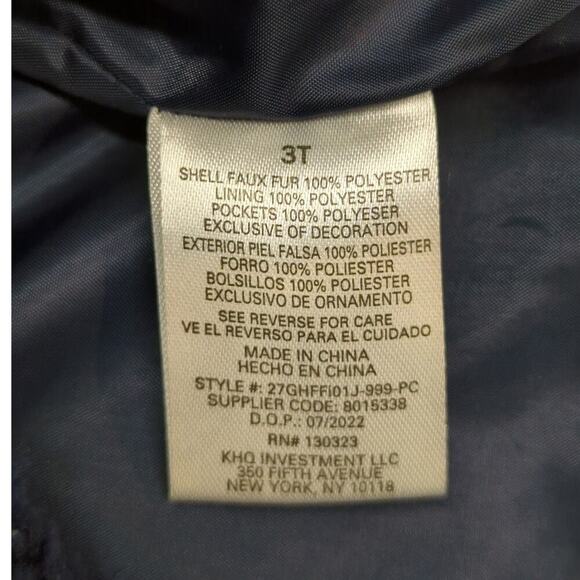 3T
SHELL FAUX FUR 100% POLYESTER
LINING 100% POLYESTER
POCKETS 100% POLYESER
EXCLUSIVE OF DECORATION
EXTERIOR PIEL FALSA 100% POLIESTER
FORRO 100% POLIESTER
BOLSILLOS 100% POLIESTER
EXCLUSIVO DE ORNAMENTO
SEE REVERSE FOR CARE
VE EL REVERSO PARA EL CUIDADO
MADE IN CHINA
HECHO EN CHINA
STYLE #: 27GHFFi01J-999-PC
SUPPLIER CODE: 8015338
D.O.P.: 07/2022
RN# 130323
KHQ INVESTMENT LLC
350 FIFTH AVENUE
NEW YORK, NY 10118